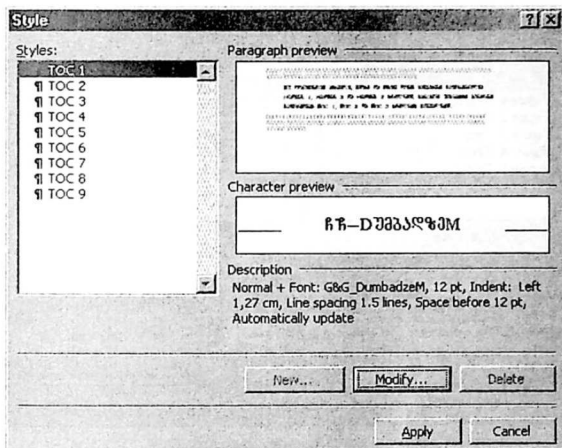 Style
Styles:
TOC 1
¶ TOC 2
¶ TOC 3
¶ TOC 4
¶ TOC 5
¶ TOC 6
¶ TOC 7
¶ TOC 8
¶ TOC 9
Paragraph preview
Character preview
ჩჩ–DუმბადზეM
Description
Normal + Font: G&G_DumbadzeM, 12 pt, Indent: Left
1,27 cm, Line spacing 1.5 lines, Space before 12 pt,
Automatically update
New...
Modify...
Delete
Apply
Cancel